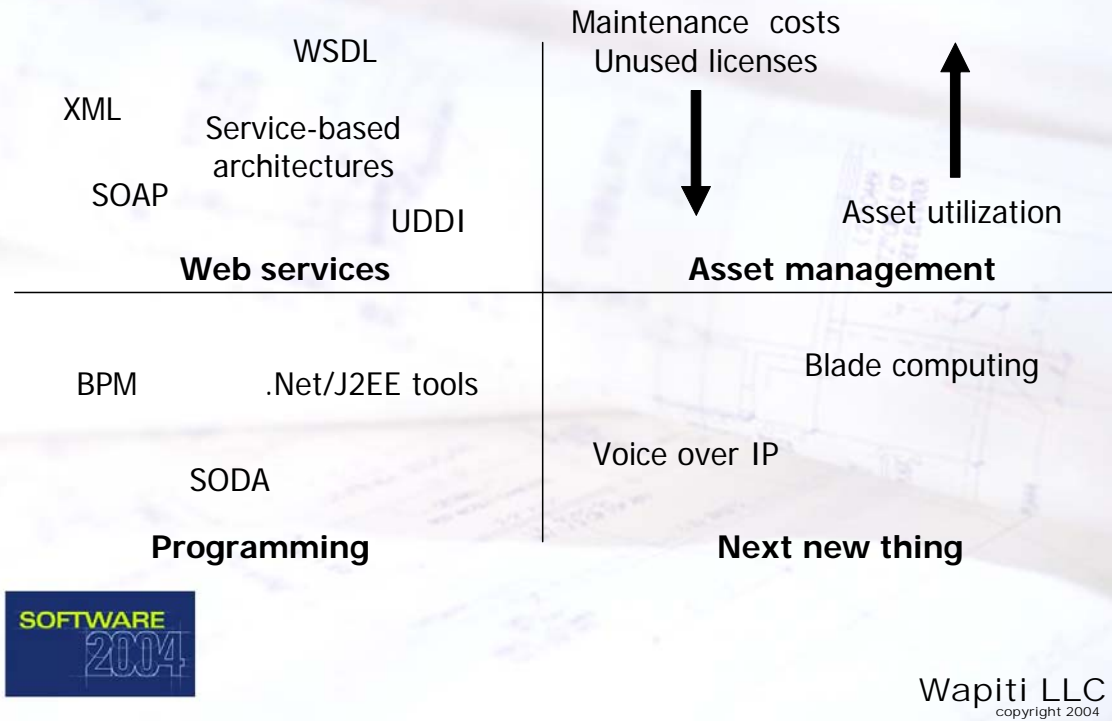 WSDL
XML
Service-based
architectures
SOAP
UDDI
Web services
Maintenance costs
Unused licenses
Asset utilization
Asset management
BPM
.Net/J2EE tools
SODA
Programming
Blade computing
Voice over IP
Next new thing
SOFTWARE
2004
Wapiti LLC
copyright 2004